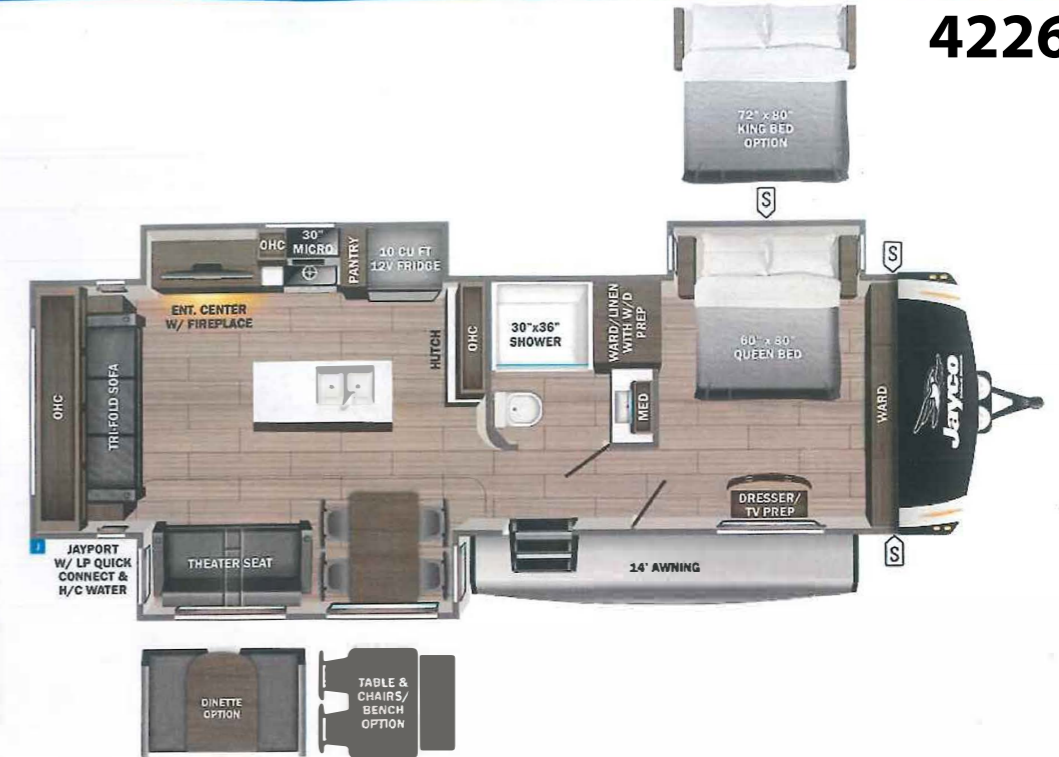 4226
72" x 80"
KING BED
OPTION
S
S
OHC
30"
MICRO
PANTRY
10 CU FT
12V FRIDGE
ENT. CENTER
W/ FIREPLACE
HUTCH
OHC
30"x36"
SHOWER
WARD/LINEN
WITH W/D
PREP
60" x 80"
QUEEN BED
OHC
TRI-FOLD SOFA
MED
WARD
Jayco
DRESSER/
TV PREP
J
JAYPORT
W/ LP QUICK
CONNECT &
H/C WATER
THEATER SEAT
14' AWNING
S
DINETTE
OPTION
TABLE &
CHAIRS/
BENCH
OPTION